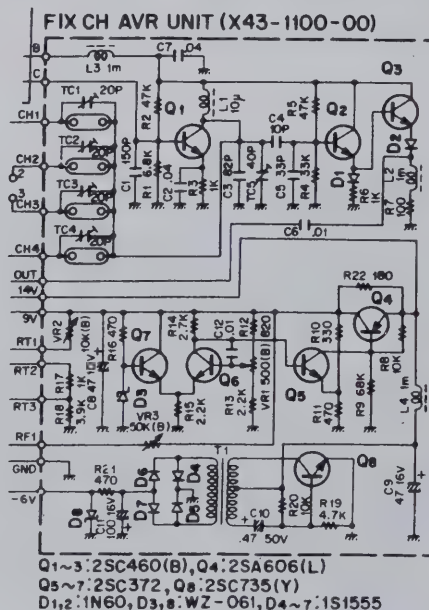 FIX CH AVR UNIT (X43-1100-00)
B
C7 .04
L3 1m
C
TC1
20P
CH1
R2 47K
Q1
L1 10μ
C4 10P
R5 47K
Q2
Q3
TC2
20P
CH2
2
3
TC3
20P
CH3
C1 150P
R1 6.8K
C2 .04
R3 1K
C3 82P
TC5 40P
C5 33P
R4 33K
D1
R6 1K
D2
L2 1m
R7 100
TC4
20P
CH4
C6 .01
OUT
14V
R22 180
Q4
9V
VR2 10K(B)
RT1
RT2
R17 1K
R18 3.9K
RT3
C8 47 10V
R16 470
Q7
D3
VR3
50K(B)
R14 2.7K
C12 .01
R12
R20
Q6
R15 2.2K
R13 2.2K
VR1 500(B)
R10 330
Q5
R11 470
R8 10K
R9 68K
L4 1m
RF1
GND
T1
-6V
R21
470
D8
C11 100 16V
D6
D4
D7
D5
C10
.47 50V
Q8
R20 10K
R19
4.7K
C9
47 16V
Q1~3:2SC460(B), Q4:2SA606(L)
Q5~7:2SC372, Q8:2SC735(Y)
D1,2:1N60, D3,8:WZ-061, D4~7:1S1555